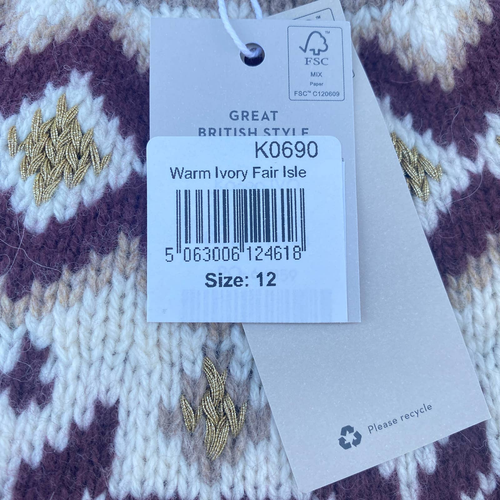 FSC
MIX
Paper
FSC™ C120609
GREAT
BRITISH STYLE
K0690
Warm Ivory Fair Isle
5 063006 124618
Size: 12
Please recycle